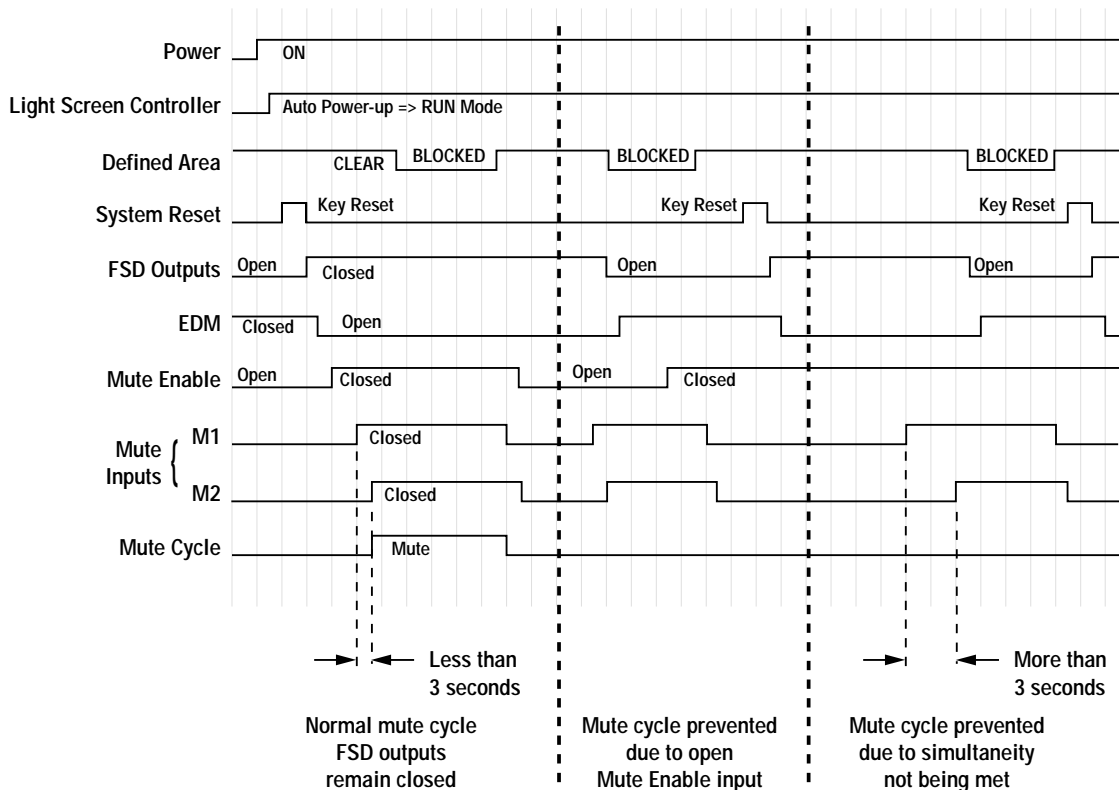 Power
ON
Light Screen Controller
Auto Power-up => RUN Mode
Defined Area
CLEAR
BLOCKED
BLOCKED
BLOCKED
System Reset
Key Reset
Key Reset
Key Reset
FSD Outputs
Open
Closed
Open
Open
EDM
Closed
Open
Mute Enable
Open
Closed
Open
Closed
Mute
Inputs
{
M1
Closed
M2
Closed
Mute Cycle
Mute
Less than
3 seconds
More than
3 seconds
Normal mute cycle
FSD outputs
remain closed
Mute cycle prevented
due to open
Mute Enable input
Mute cycle prevented
due to simultaneity
not being met